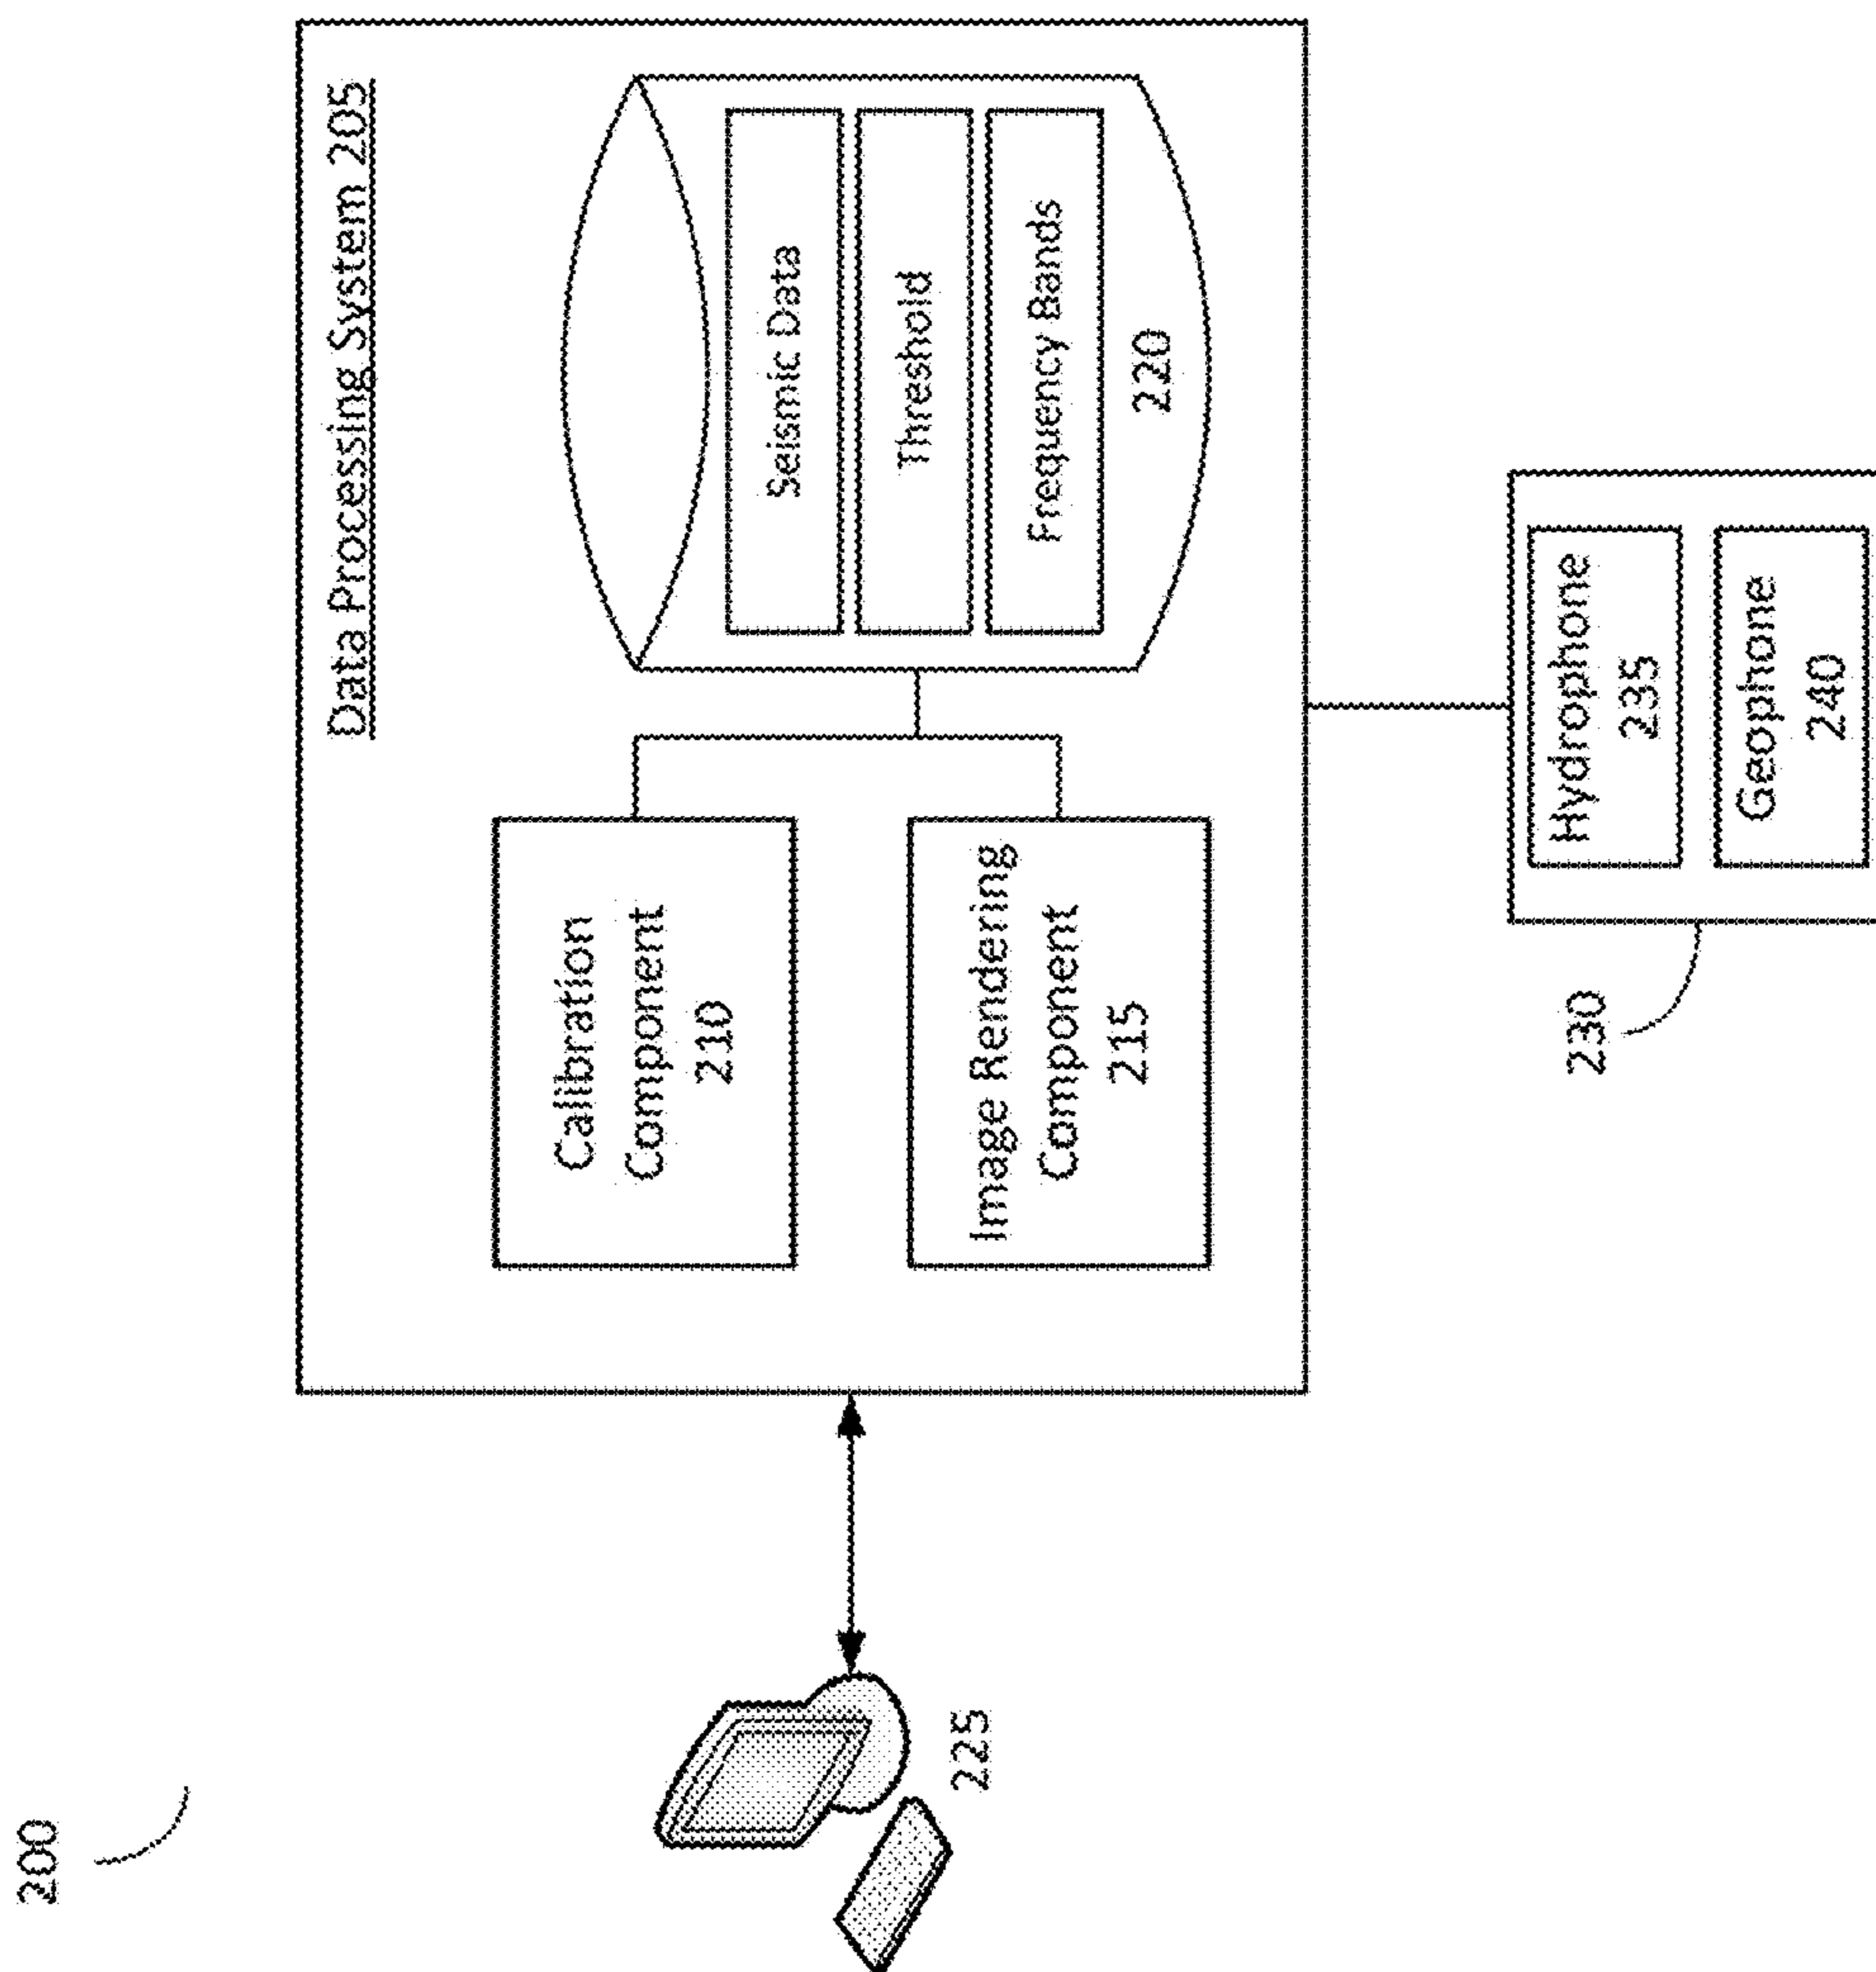 200
Data Processing System 205
Calibration
Component
210
Image Rendering
Component
215
Seismic Data
Threshold
Frequency Bands
220
225
230
Hydrophone
235
Geophone
240